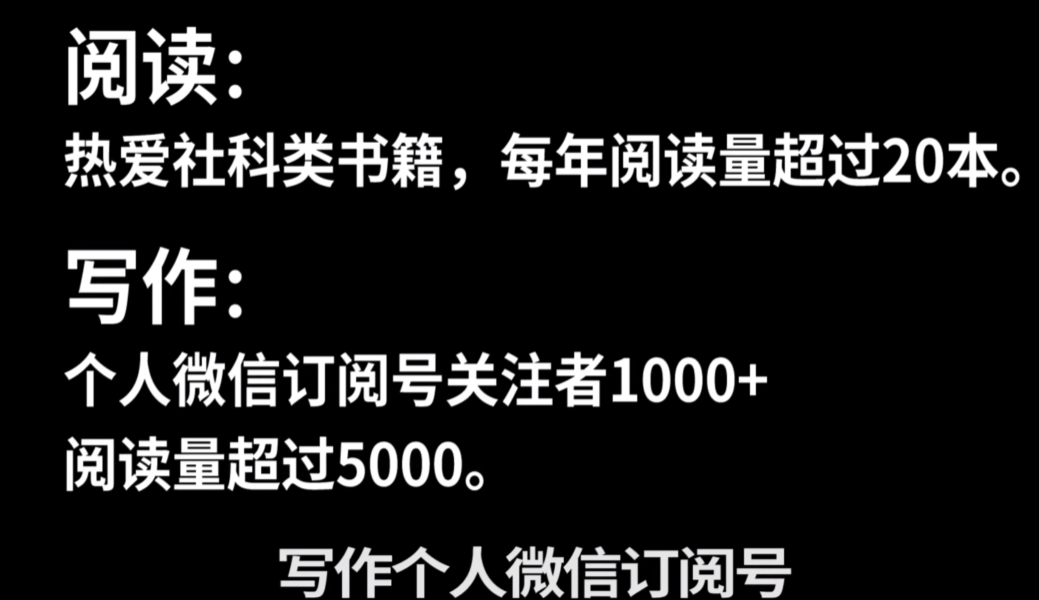 阅读：
热爱社科类书籍，每年阅读量超过20本。
写作：
个人微信订阅号关注者1000+
阅读量超过5000。
写作个人微信订阅号